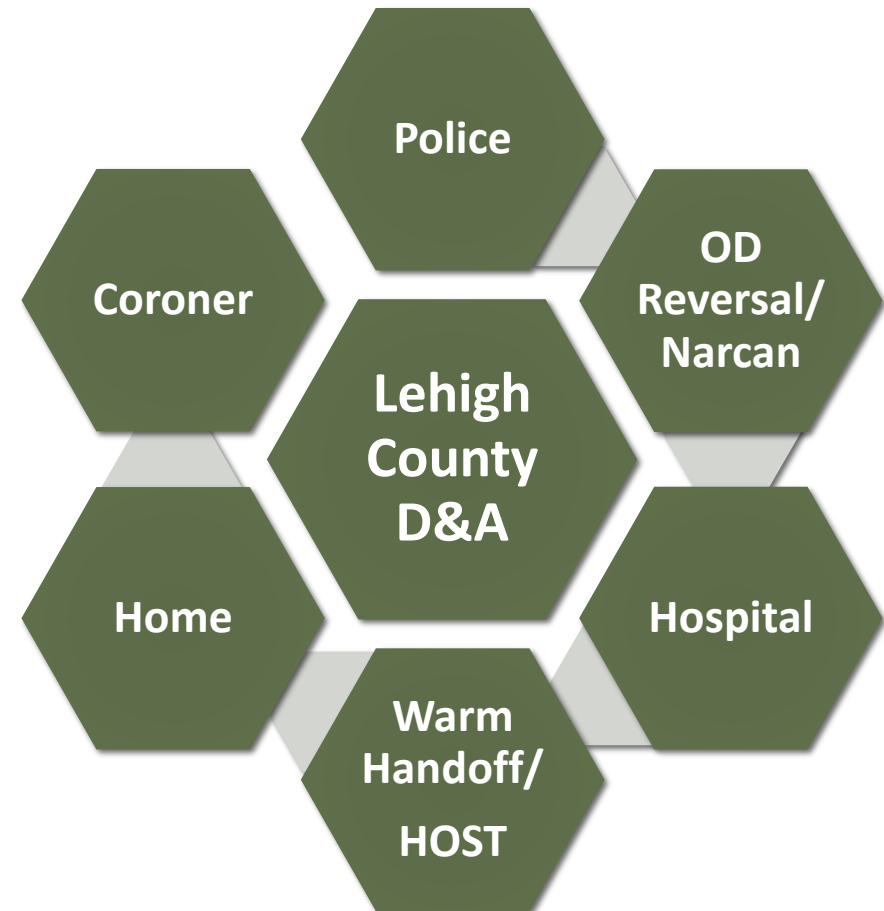 Police
OD
Reversal/
Narcan
Coroner
Lehigh
County
D&A
Home
Hospital
Warm
Handoff/
HOST